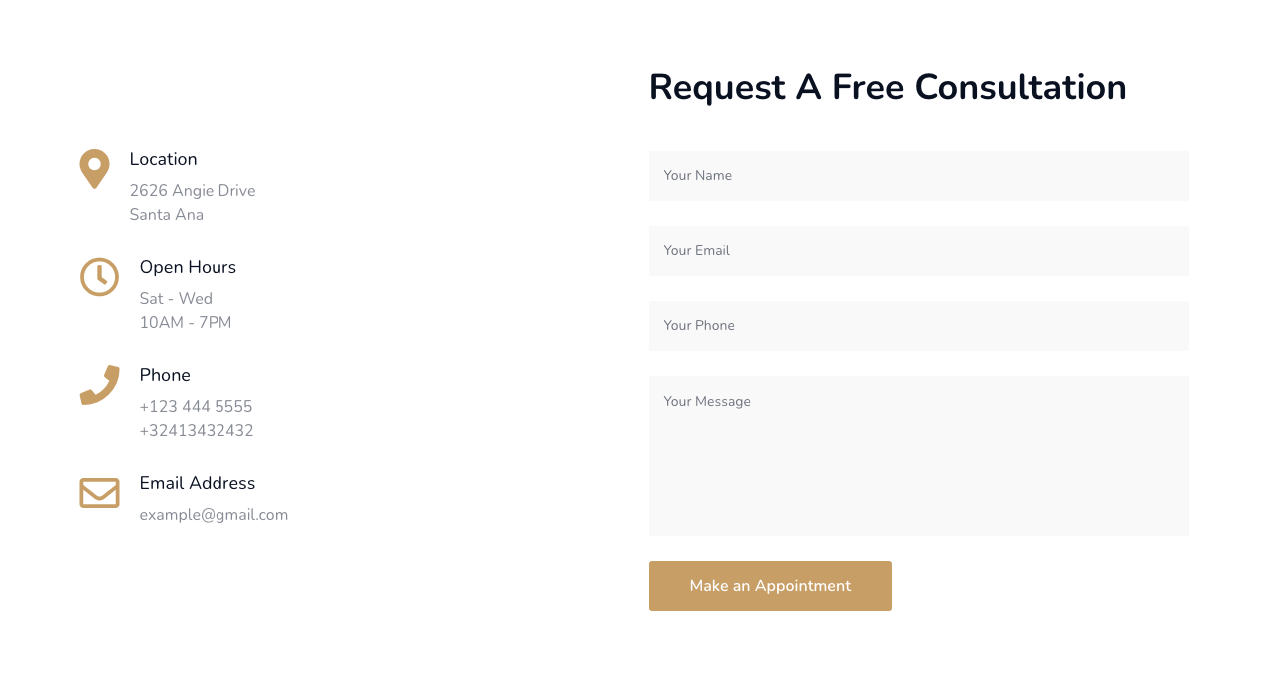 Request A Free Consultation
Location
2626 Angie Drive
Santa Ana
Open Hours
Sat - Wed
10AM - 7PM
Phone
+123 444 5555
+32413432432
Email Address
example@gmail.com
Your Name
Your Email
Your Phone
Your Message
Make an Appointment